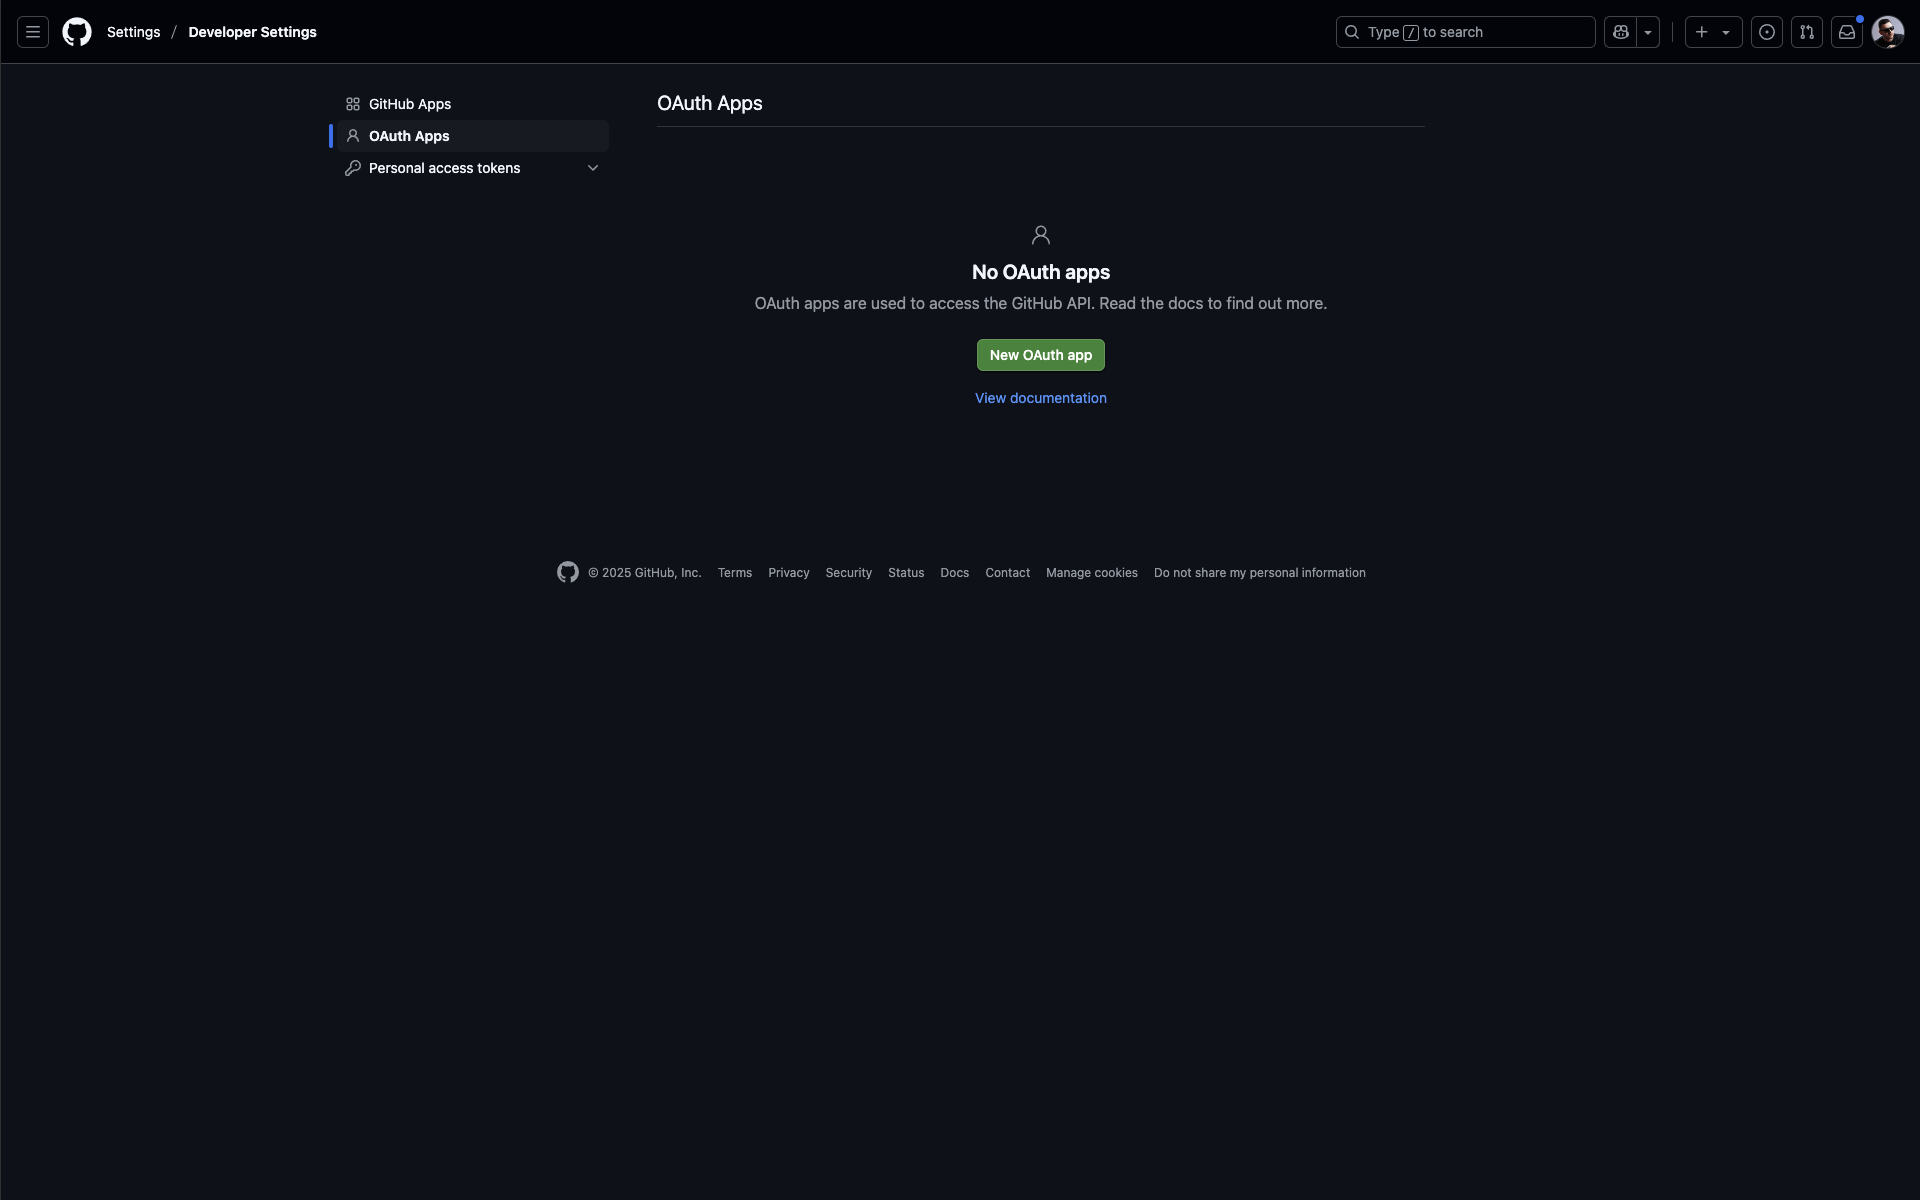 Settings / Developer Settings
Type / to search
GitHub Apps
OAuth Apps
Personal access tokens
OAuth Apps
No OAuth apps
OAuth apps are used to access the GitHub API. Read the docs to find out more.
New OAuth app
View documentation
© 2025 GitHub, Inc. Terms Privacy Security Status Docs Contact Manage cookies Do not share my personal information